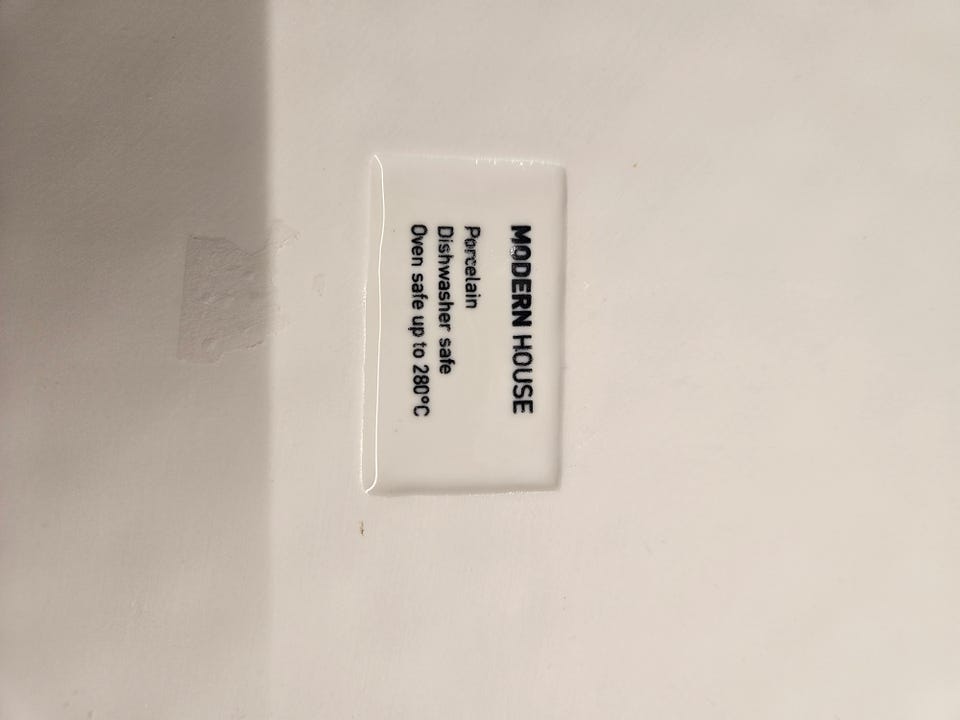 MODERN HOUSE
Porcelain
Dishwasher safe
Oven safe up to 280°C